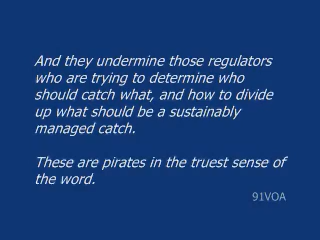 And they undermine those regulators
who are trying to determine who
should catch what, and how to divide
up what should be a sustainably
managed catch.
These are pirates in the truest sense of
the word.
91VOA